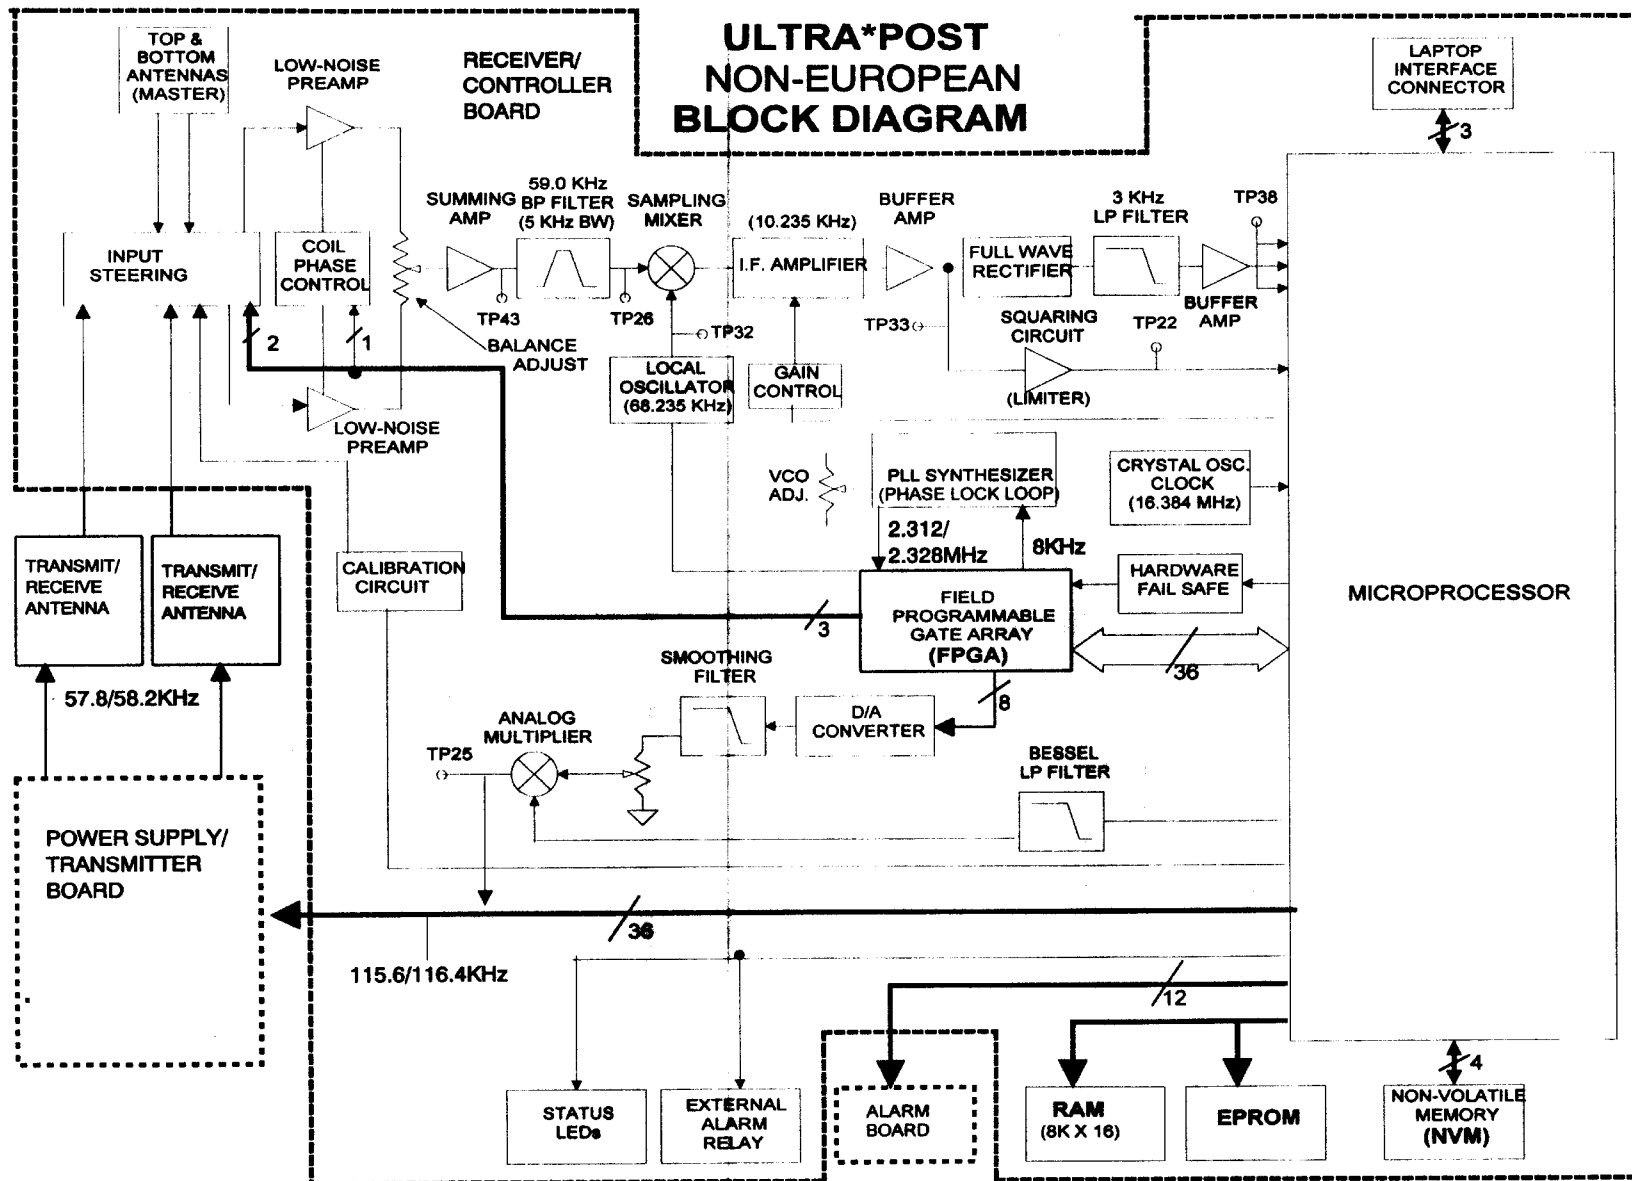 ULTRA*POST
NON-EUROPEAN
BLOCK DIAGRAM
TOP &
BOTTOM
ANTENNAS
(MASTER)
LOW-NOISE
PREAMP
RECEIVER/
CONTROLLER
BOARD
LAPTOP
INTERFACE
CONNECTOR
3
INPUT
STEERING
COIL
PHASE
CONTROL
SUMMING
AMP
59.0 KHz
BP FILTER
(5 KHz BW)
SAMPLING
MIXER
(10.235 KHz)
I.F. AMPLIFIER
BUFFER
AMP
FULL WAVE
RECTIFIER
3 KHz
LP FILTER
TP38
BUFFER
AMP
TP43
TP26
TP32
TP33
SQUARING
CIRCUIT
TP22
(LIMITER)
2
1
BALANCE
ADJUST
LOCAL
OSCILLATOR
(68.235 KHz)
GAIN
CONTROL
LOW-NOISE
PREAMP
VCO
ADJ.
PLL SYNTHESIZER
(PHASE LOCK LOOP)
CRYSTAL OSC.
CLOCK
(16.384 MHz)
2.312/
2.328MHz
8KHz
TRANSMIT/
RECEIVE
ANTENNA
TRANSMIT/
RECEIVE
ANTENNA
CALIBRATION
CIRCUIT
HARDWARE
FAIL SAFE
MICROPROCESSOR
FIELD
PROGRAMMABLE
GATE ARRAY
(FPGA)
3
36
8
57.8/58.2KHz
SMOOTHING
FILTER
D/A
CONVERTER
ANALOG
MULTIPLIER
TP25
BESSEL
LP FILTER
POWER SUPPLY/
TRANSMITTER
BOARD
36
115.6/116.4KHz
12
4
STATUS
LEDs
EXTERNAL
ALARM
RELAY
ALARM
BOARD
RAM
(8K X 16)
EPROM
NON-VOLATILE
MEMORY
(NVM)